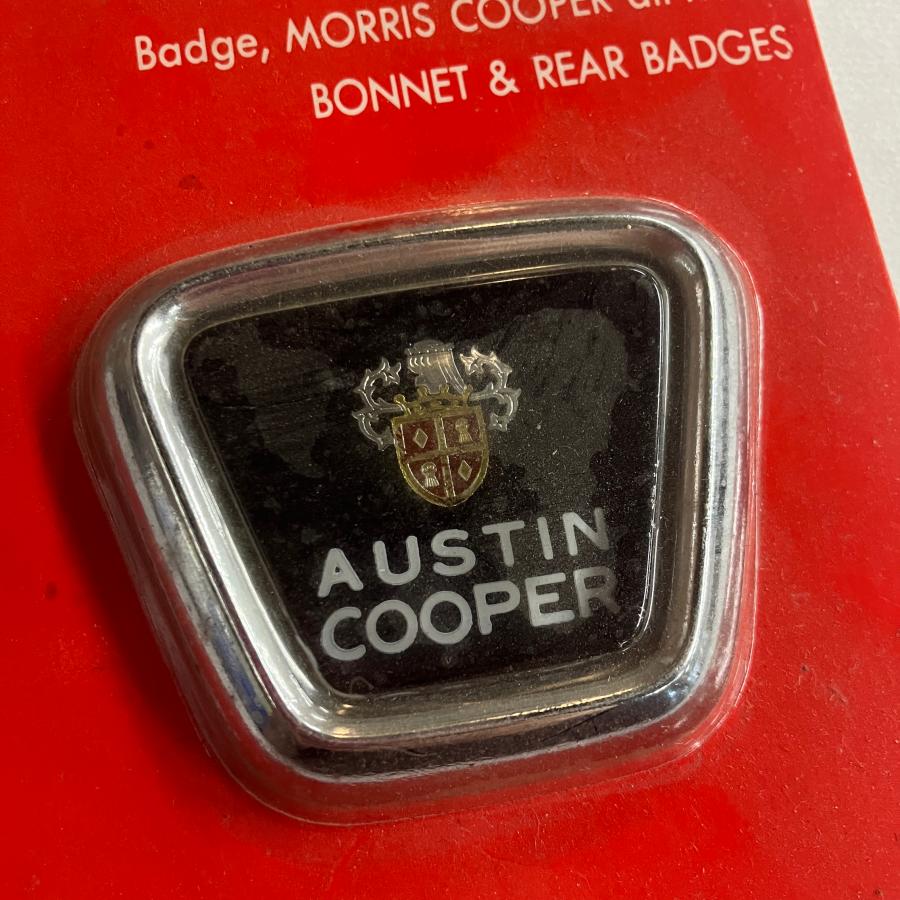 Badge, MORRIS COOPER
BONNET & REAR BADGES
AUSTIN
COOPER